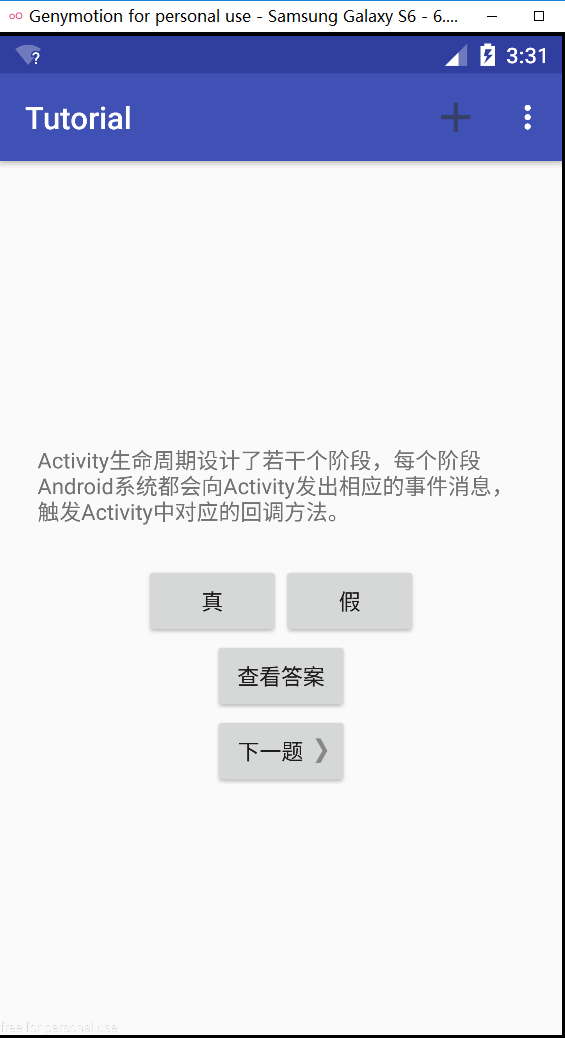 Genymotion for personal use - Samsung Galaxy S6 - 6....
3:31
Tutorial
Activity生命周期设计了若干个阶段，每个阶段
Android系统都会向Activity发出相应的事件消息，
触发Activity中对应的回调方法。
真 假
查看答案
下一题
free for personal use